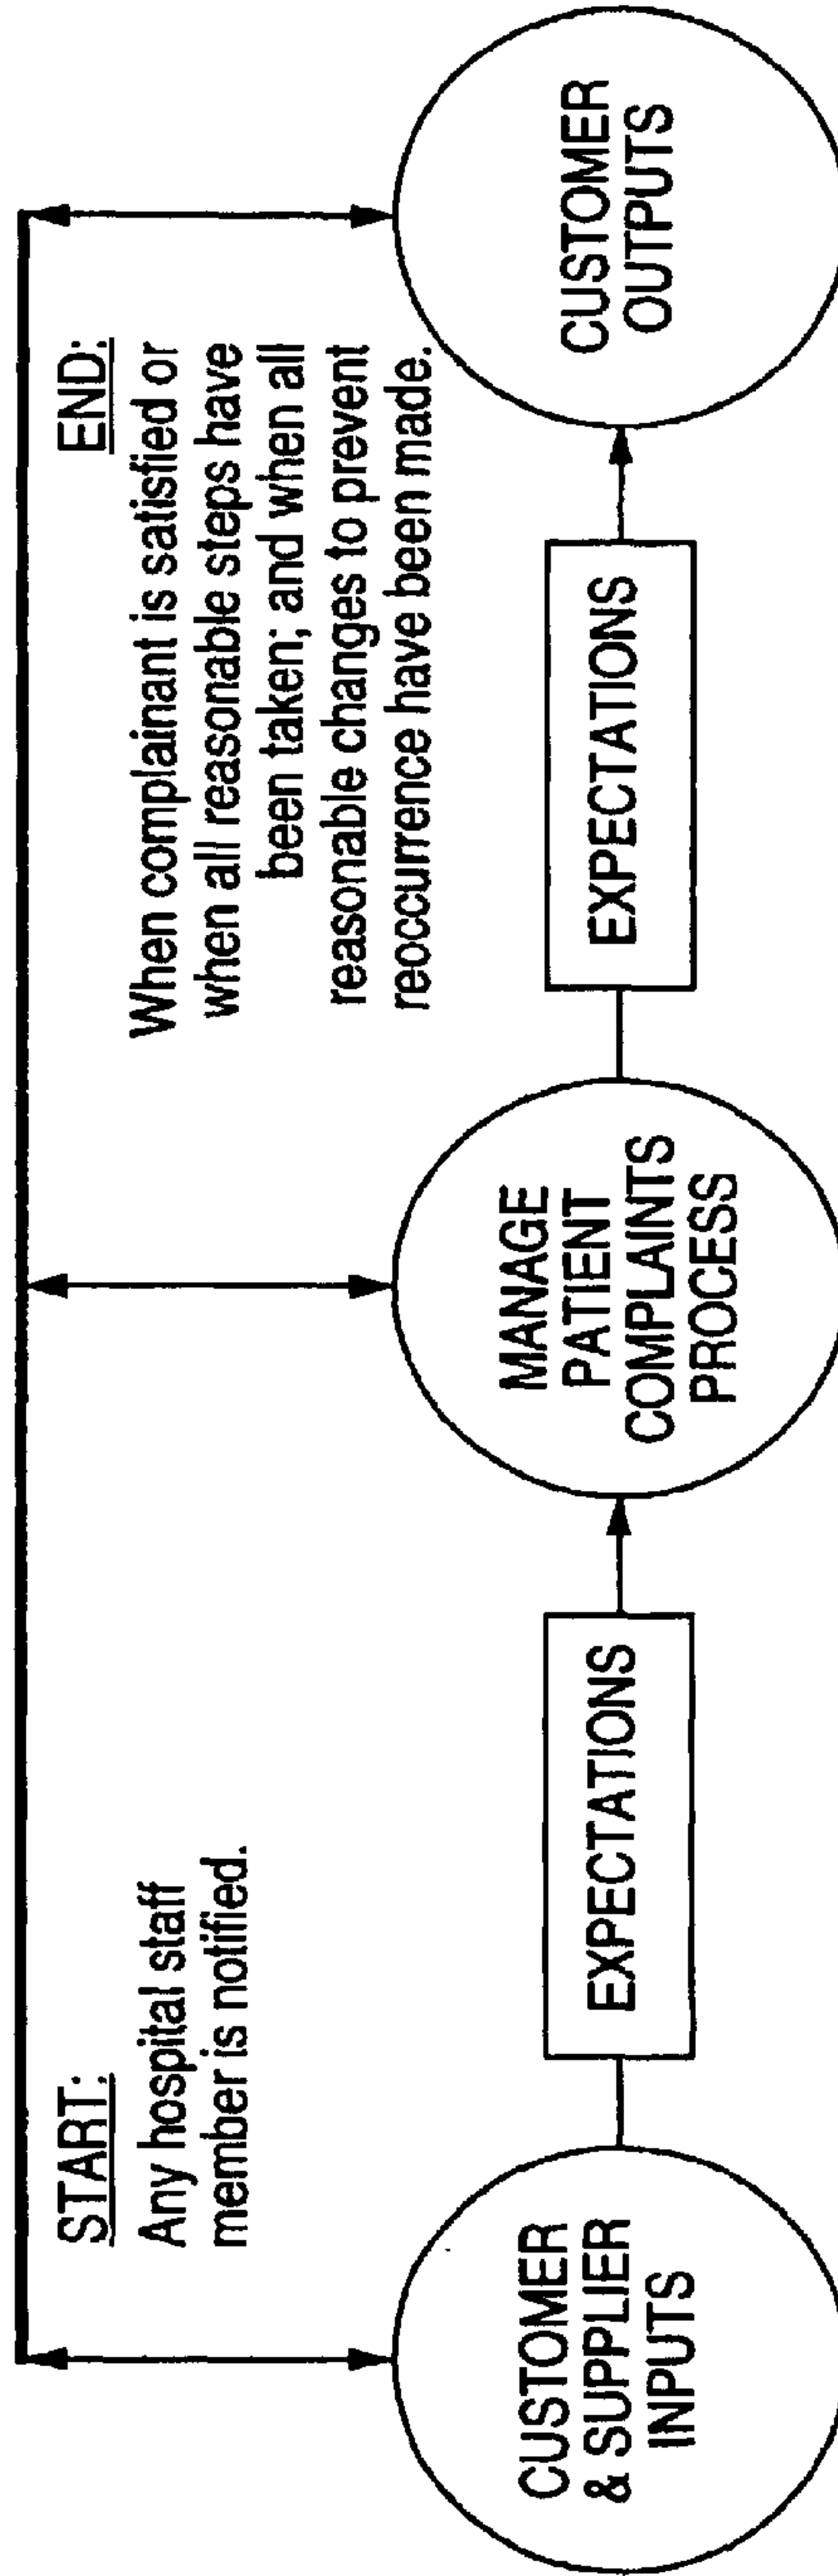 START:
Any hospital staff
member is notified.
END:
When complainant is satisfied or
when all reasonable steps have
been taken; and when all
reasonable changes to prevent
reoccurrence have been made.
CUSTOMER
& SUPPLIER
INPUTS
EXPECTATIONS
MANAGE
PATIENT
COMPLAINTS
PROCESS
EXPECTATIONS
CUSTOMER
OUTPUTS